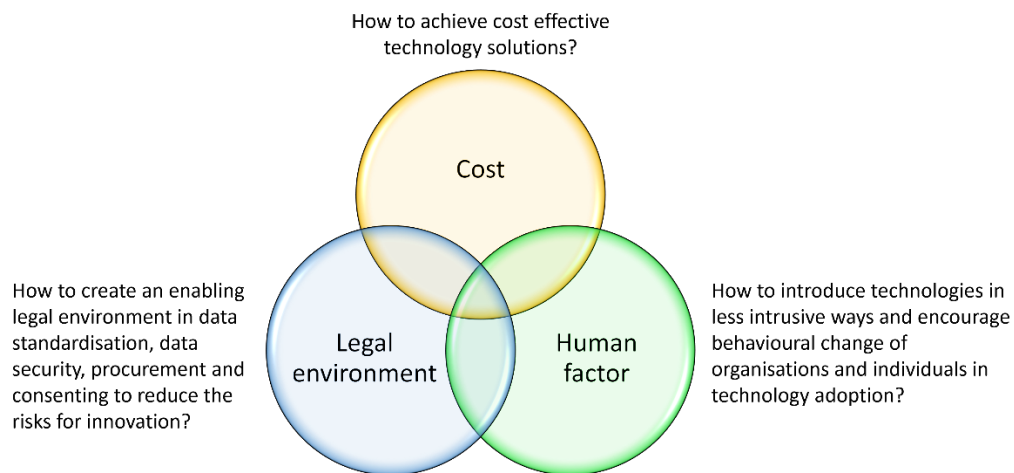 How to achieve cost effective
technology solutions?
Cost
How to create an enabling
legal environment in data
standardisation, data
security, procurement and
consenting to reduce the
risks for innovation?
Legal
environment
Human
factor
How to introduce technologies in
less intrusive ways and encourage
behavioural change of
organisations and individuals in
technology adoption?